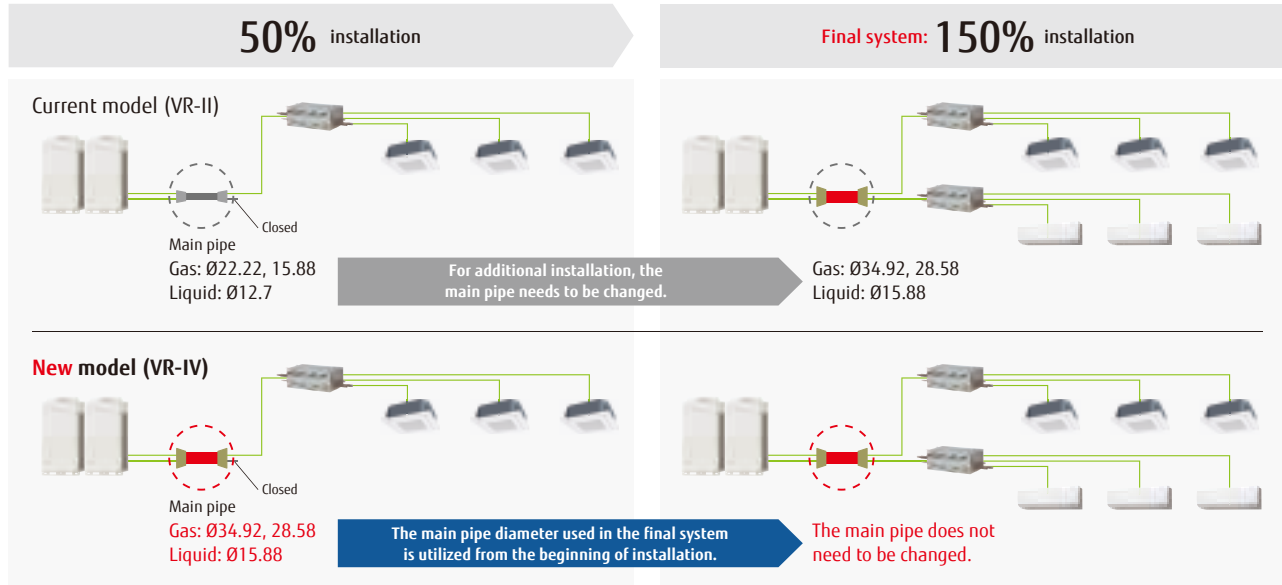 50% installation
Final system: 150% installation
Current model (VR-II)
Closed
Main pipe
Gas: Ø22.22, 15.88
Liquid: Ø12.7
For additional installation, the
main pipe needs to be changed.
Gas: Ø34.92, 28.58
Liquid: Ø15.88
New model (VR-IV)
Closed
Main pipe
Gas: Ø34.92, 28.58
Liquid: Ø15.88
The main pipe diameter used in the final system
is utilized from the beginning of installation.
The main pipe does not
need to be changed.